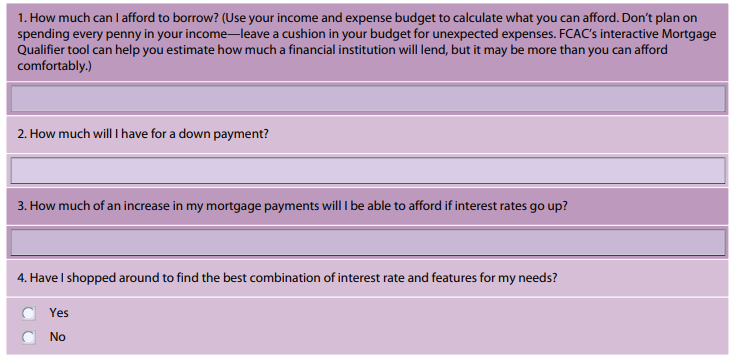 1. How much can I afford to borrow? (Use your income and expense budget to calculate what you can afford. Don’t plan on
spending every penny in your income—leave a cushion in your budget for unexpected expenses. FCAC’s interactive Mortgage
Qualifier tool can help you estimate how much a financial institution will lend, but it may be more than you can afford
comfortably.)
2. How much will I have for a down payment?
3. How much of an increase in my mortgage payments will I be able to afford if interest rates go up?
4. Have I shopped around to find the best combination of interest rate and features for my needs?
Yes
No